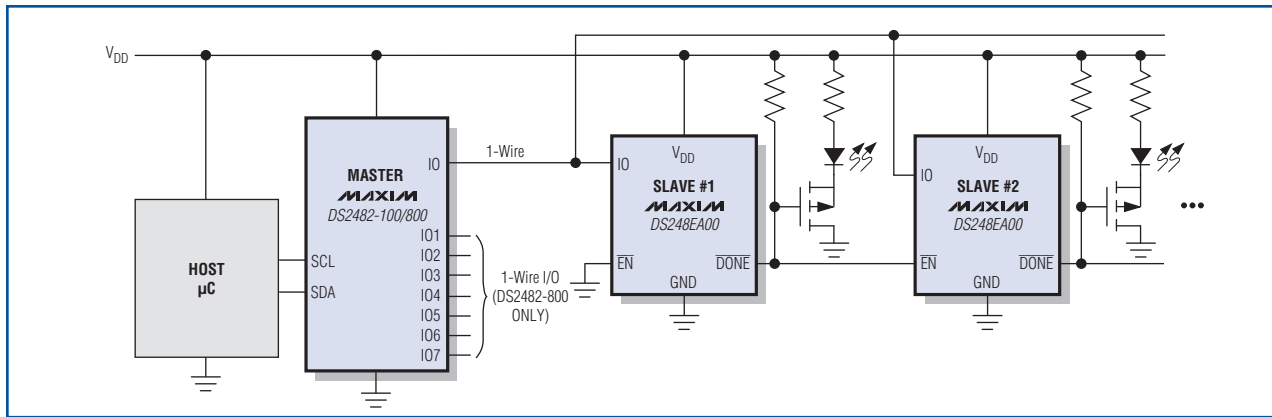 VDD
1-Wire
IO
MASTER
MAXIM
DS2482-100/800
IO1
IO2
IO3
IO4
IO5
IO6
IO7
SCL
SDA
HOST
µC
1-Wire I/O
(DS2482-800
ONLY)
IO
VDD
SLAVE #1
MAXIM
DS248EA00
EN
DONE
GND
IO
VDD
SLAVE #2
MAXIM
DS248EA00
EN
DONE
GND
•••